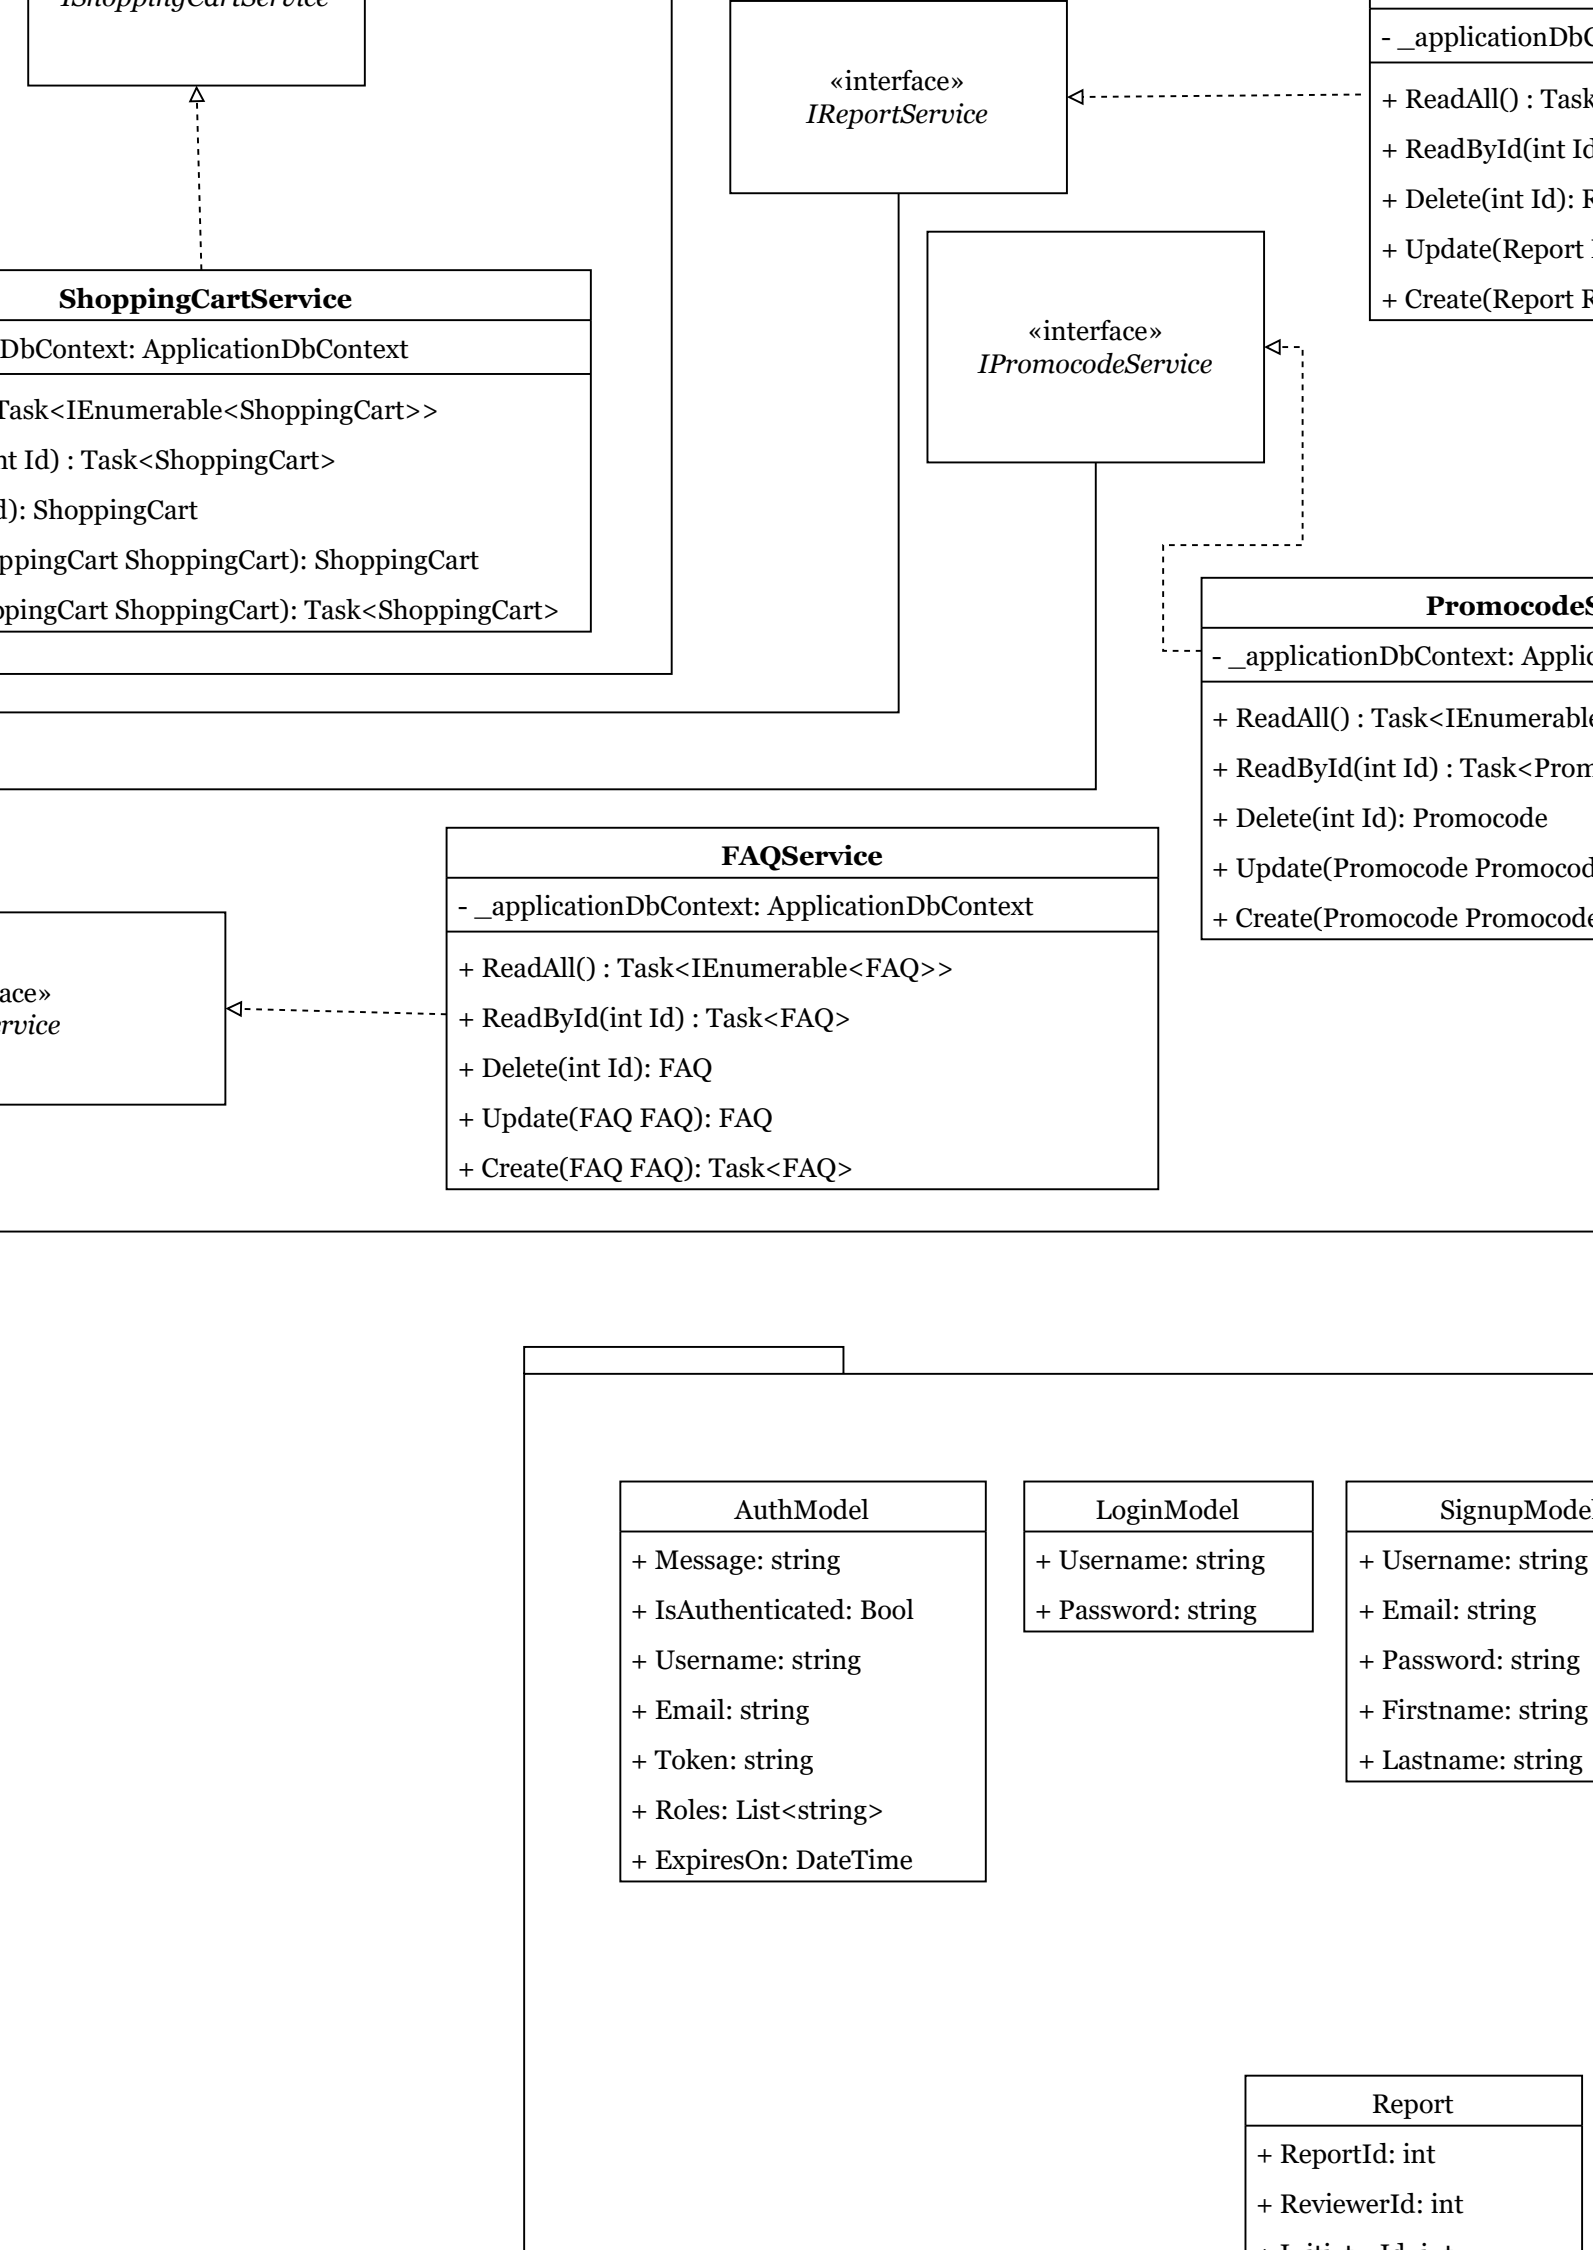 IShoppingCartService
«interface»
IReportService
- _applicationDbC
+ ReadAll() : Task
+ ReadById(int Id
+ Delete(int Id): R
+ Update(Report
+ Create(Report R
«interface»
IPromocodeService
ShoppingCartService
DbContext: ApplicationDbContext
Task<IEnumerable<ShoppingCart>>
nt Id) : Task<ShoppingCart>
d): ShoppingCart
ppingCart ShoppingCart): ShoppingCart
ppingCart ShoppingCart): Task<ShoppingCart>
PromocodeS
- _applicationDbContext: Applic
+ ReadAll() : Task<IEnumerable
+ ReadById(int Id) : Task<Prom
+ Delete(int Id): Promocode
+ Update(Promocode Promocod
+ Create(Promocode Promocode
FAQService
- _applicationDbContext: ApplicationDbContext
+ ReadAll() : Task<IEnumerable<FAQ>>
+ ReadById(int Id) : Task<FAQ>
+ Delete(int Id): FAQ
+ Update(FAQ FAQ): FAQ
+ Create(FAQ FAQ): Task<FAQ>
ace»
rvice
AuthModel
+ Message: string
+ IsAuthenticated: Bool
+ Username: string
+ Email: string
+ Token: string
+ Roles: List<string>
+ ExpiresOn: DateTime
LoginModel
+ Username: string
+ Password: string
SignupModel
+ Username: string
+ Email: string
+ Password: string
+ Firstname: string
+ Lastname: string
Report
+ ReportId: int
+ ReviewerId: int